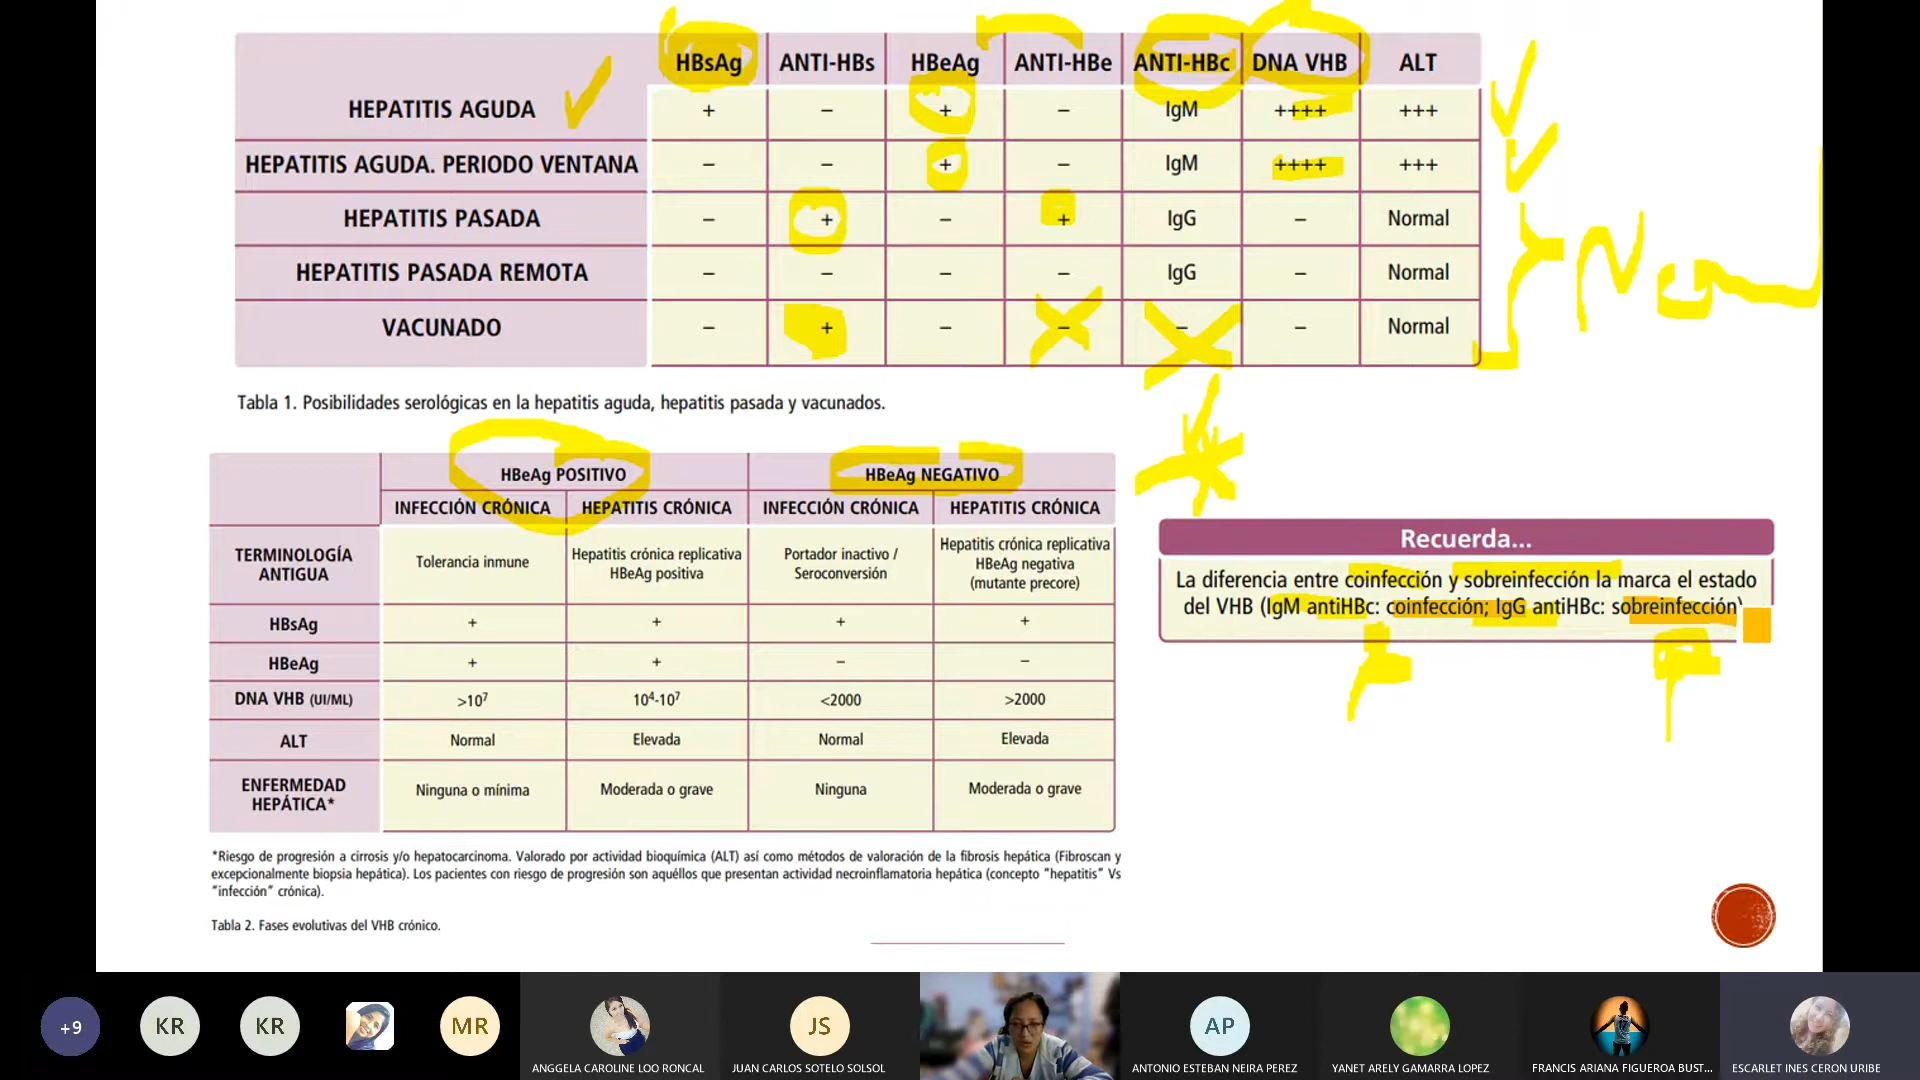 HBsAg ANTI-HBs HBeAg ANTI-HBe ANTI-HBc DNA VHB ALT
HEPATITIS AGUDA + – + – IgM ++++ +++
HEPATITIS AGUDA. PERIODO VENTANA – – + – IgM ++++ +++
HEPATITIS PASADA – + – + IgG – Normal
HEPATITIS PASADA REMOTA – – – – IgG – Normal
VACUNADO – + – – – – Normal
Tabla 1. Posibilidades serológicas en la hepatitis aguda, hepatitis pasada y vacunados.
HBeAg POSITIVO HBeAg NEGATIVO
INFECCIÓN CRÓNICA HEPATITIS CRÓNICA INFECCIÓN CRÓNICA HEPATITIS CRÓNICA
TERMINOLOGÍA ANTIGUA Tolerancia inmune Hepatitis crónica replicativa HBeAg positiva Portador inactivo / Seroconversión Hepatitis crónica replicativa HBeAg negativa (mutante precore)
HBsAg + + + +
HBeAg + + – –
DNA VHB (UI/ML) >10⁷ 10⁴-10⁷ <2000 >2000
ALT Normal Elevada Normal Elevada
ENFERMEDAD HEPÁTICA* Ninguna o mínima Moderada o grave Ninguna Moderada o grave
*Riesgo de progresión a cirrosis y/o hepatocarcinoma. Valorado por actividad bioquímica (ALT) así como métodos de valoración de la fibrosis hepática (Fibroscan y
excepcionalmente biopsia hepática). Los pacientes con riesgo de progresión son aquéllos que presentan actividad necroinflamatoria hepática (concepto "hepatitis" Vs
"infección" crónica).
Tabla 2. Fases evolutivas del VHB crónico.
Recuerda...
La diferencia entre coinfección y sobreinfección la marca el estado
del VHB (IgM antiHBc: coinfección; IgG antiHBc: sobreinfección)
+9
KR
KR
MR
ANGGELA CAROLINE LOO RONCAL
JS
JUAN CARLOS SOTELO SOLSOL
AP
ANTONIO ESTEBAN NEIRA PEREZ
YANET ARELY GAMARRA LOPEZ
FRANCIS ARIANA FIGUEROA BUST...
ESCARLET INES CERON URIBE